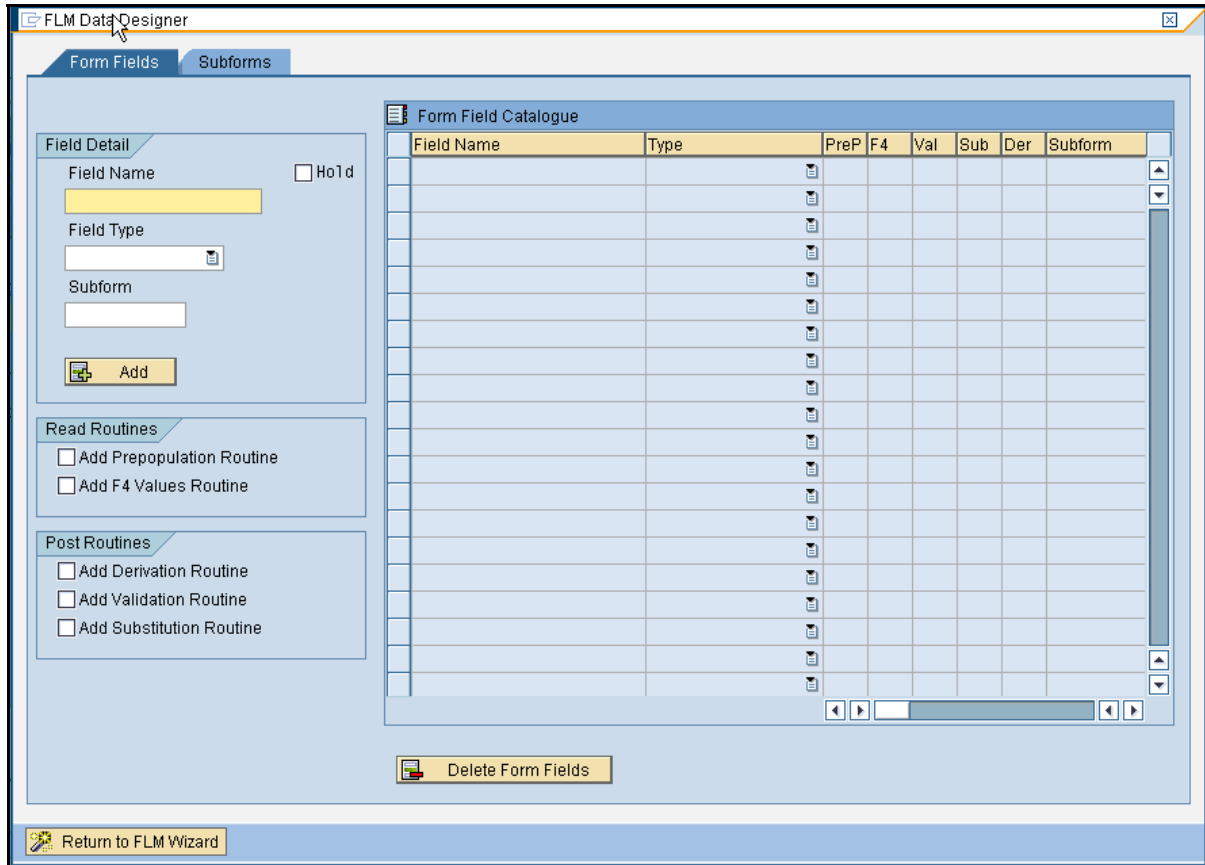 FLM Data Designer
Form Fields Subforms
Form Field Catalogue
Field Detail
Field Name Hold
Field Type
Subform
Add
Read Routines
Add Prepopulation Routine
Add F4 Values Routine
Post Routines
Add Derivation Routine
Add Validation Routine
Add Substitution Routine
Field Name Type PreP F4 Val Sub Der Subform
Delete Form Fields
Return to FLM Wizard